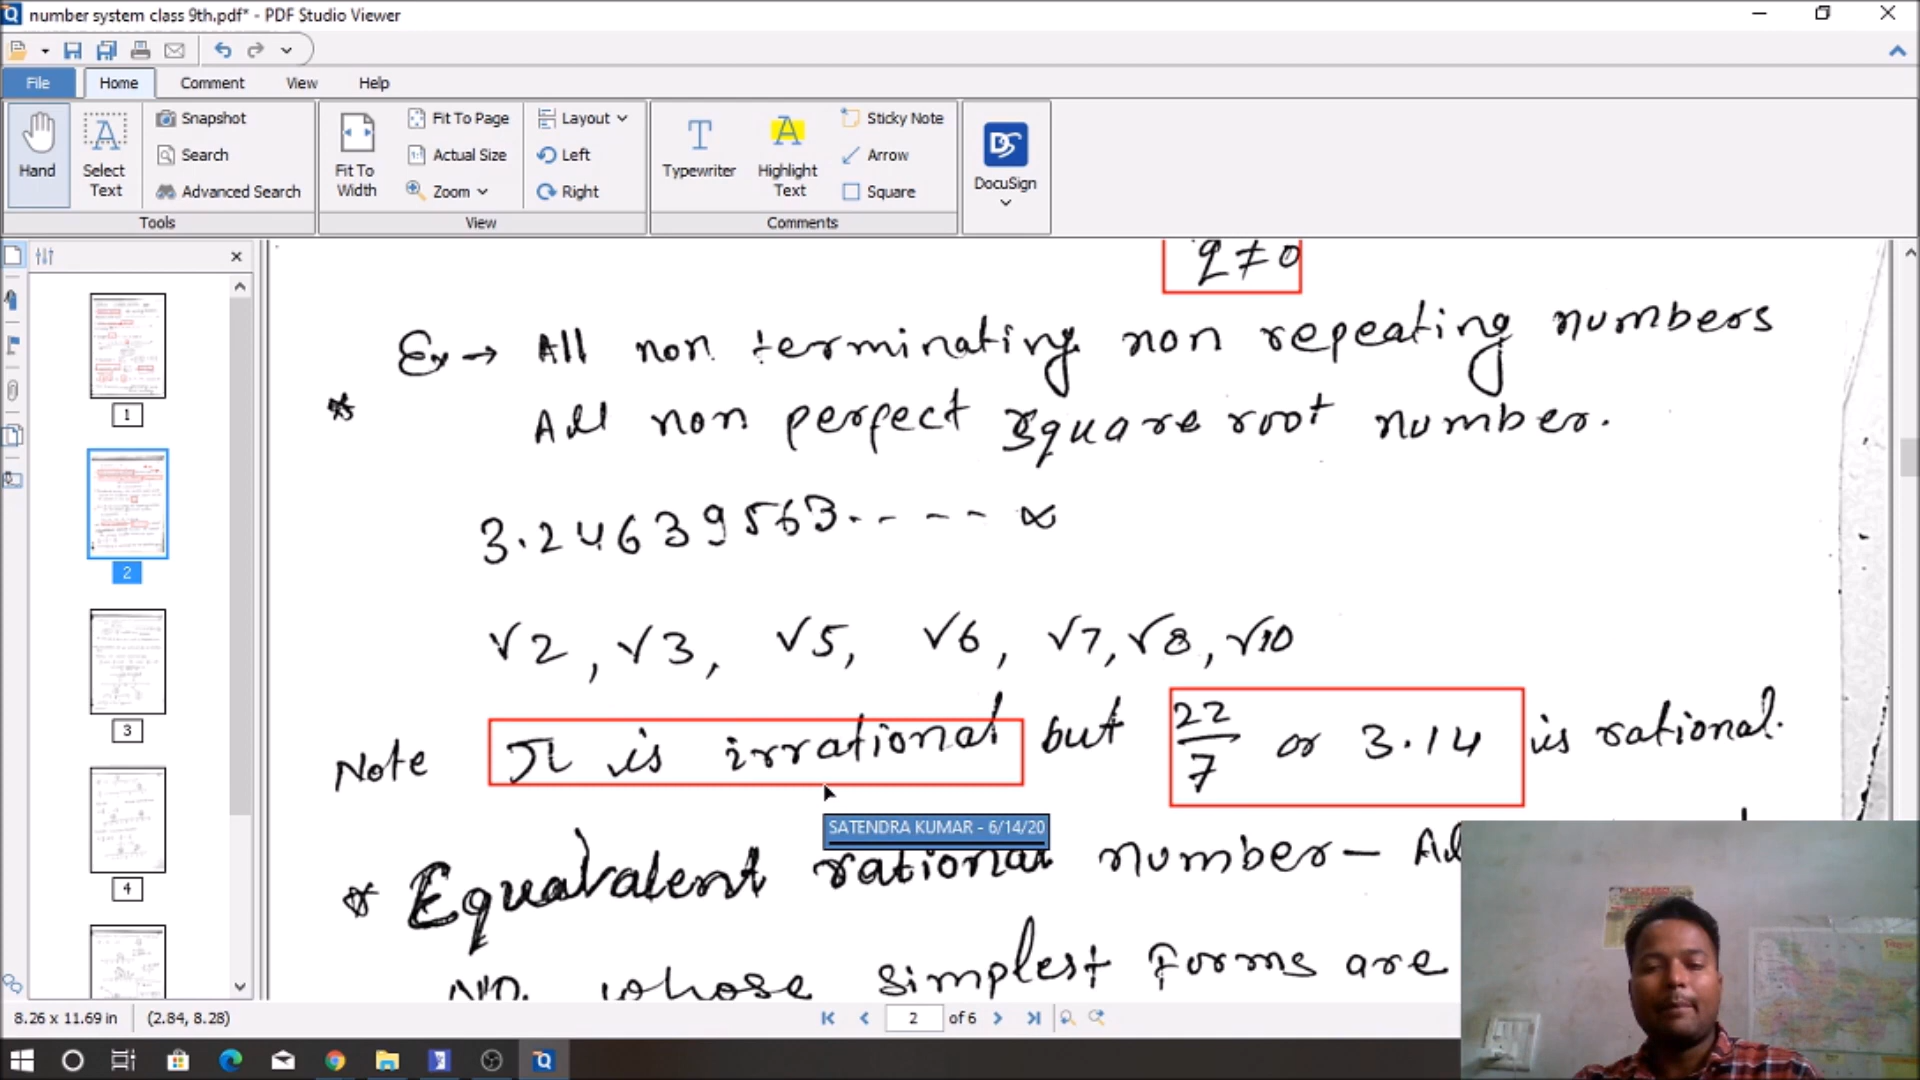 number system class 9th.pdf* - PDF Studio Viewer
File Home Comment View Help
Hand
Select Text
Snapshot
Search
Advanced Search
Tools
Fit To Width
Fit To Page
Actual Size
Zoom
Layout
Left
Right
View
Typewriter
Highlight Text
Sticky Note
Arrow
Square
Comments
DocuSign
1
2
3
4
q ≠ 0
Ex → All non terminating non repeating numbers
* All non perfect square root number.
3.24639563.---- ∞
√2, √3, √5, √6, √7, √8, √10
Note π is irrational but 22/7 or 3.14 is rational.
SATENDRA KUMAR - 6/14/20
* Equavalent rational number -
No. whose simplest forms are
8.26 x 11.69 in (2.84, 8.28) 2 of 6